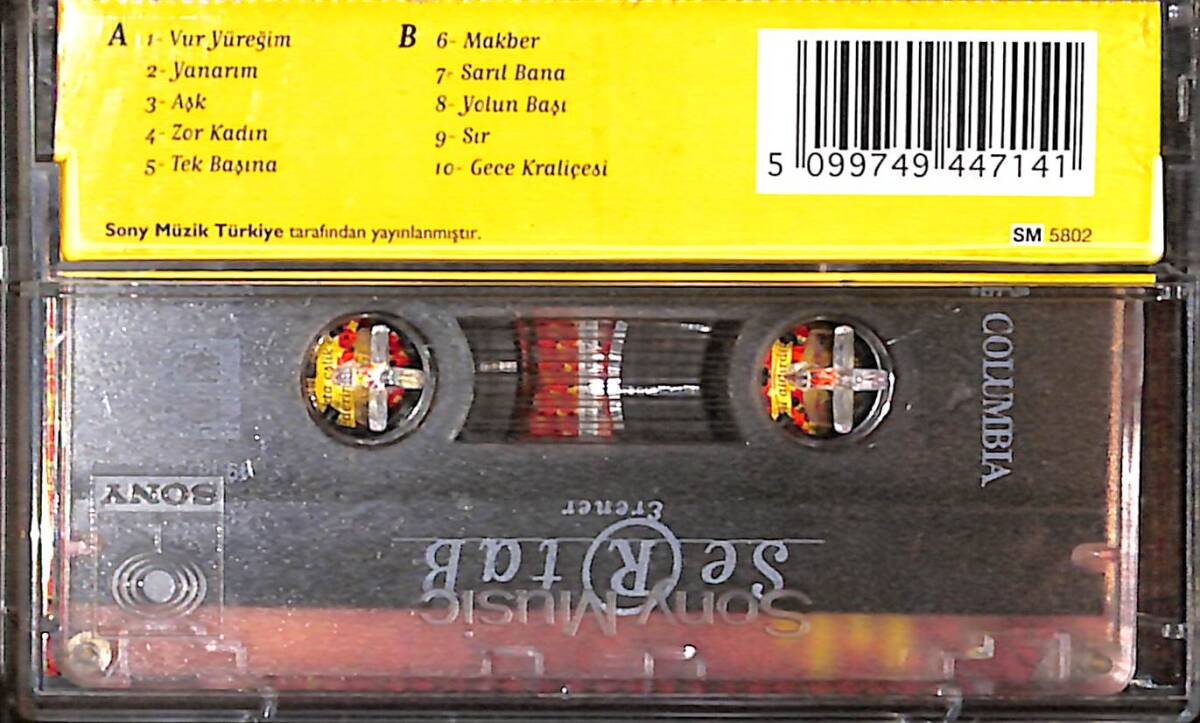 A 1- Vur Yüreğim
2- Yanarım
3- Aşk
4- Zor Kadın
5- Tek Başına
B 6- Makber
7- Sarıl Bana
8- Yolun Başı
9- Sır
10- Gece Kraliçesi
5 099749 447141
Sony Müzik Türkiye tarafından yayınlanmıştır.
SM 5802
COLUMBIA
SONY
Erener
SeRtaB
Sony Music